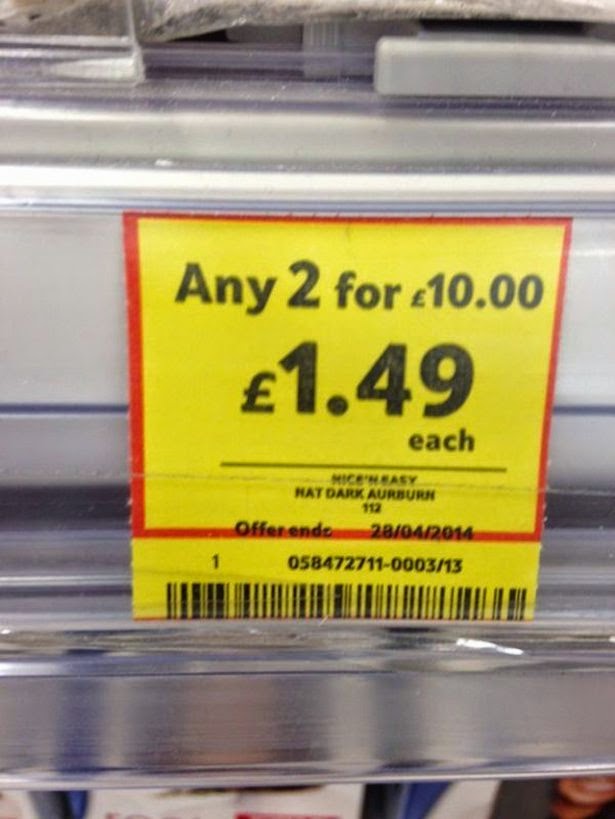 Any 2 for £10.00
£1.49
each
NICE'N EASY
NAT DARK AURBURN
112
Offer ends 28/04/2014
1 058472711-0003/13